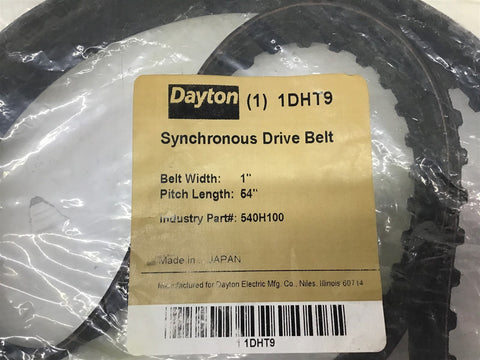 Dayton (1) 1DHT9
Synchronous Drive Belt
Belt Width: 1"
Pitch Length: 54"
Industry Part#: 540H100
Made in JAPAN
Manufactured for Dayton Electric Mfg. Co., Niles, Illinois 60714
11DHT9